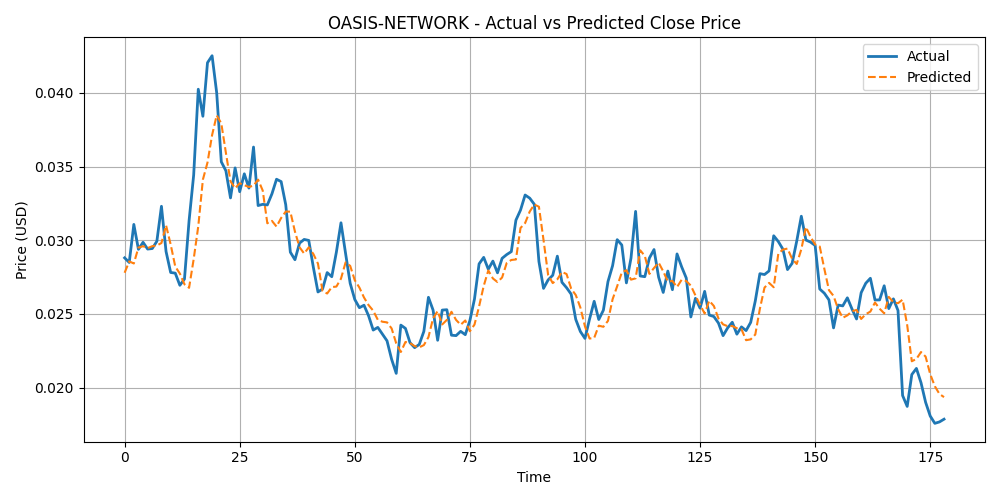 OASIS-NETWORK - Actual vs Predicted Close Price
Actual
Predicted
Price (USD)
0.040
0.035
0.030
0.025
0.020
0 25 50 75 100 125 150 175
Time